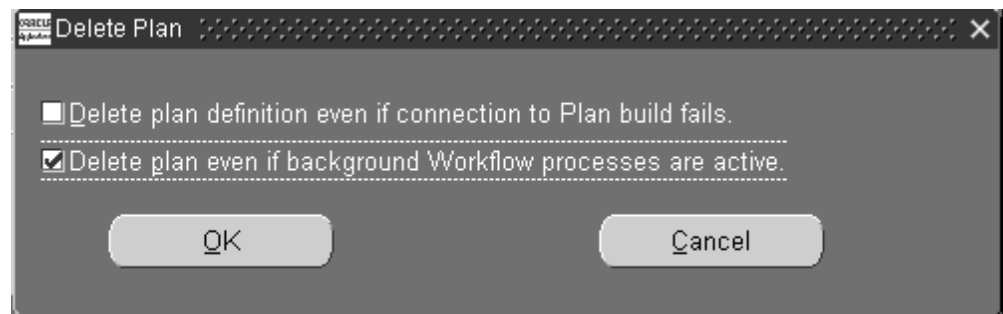 ORACLE
Delete Plan
Delete plan definition even if connection to Plan build fails.
Delete plan even if background Workflow processes are active.
OK
Cancel